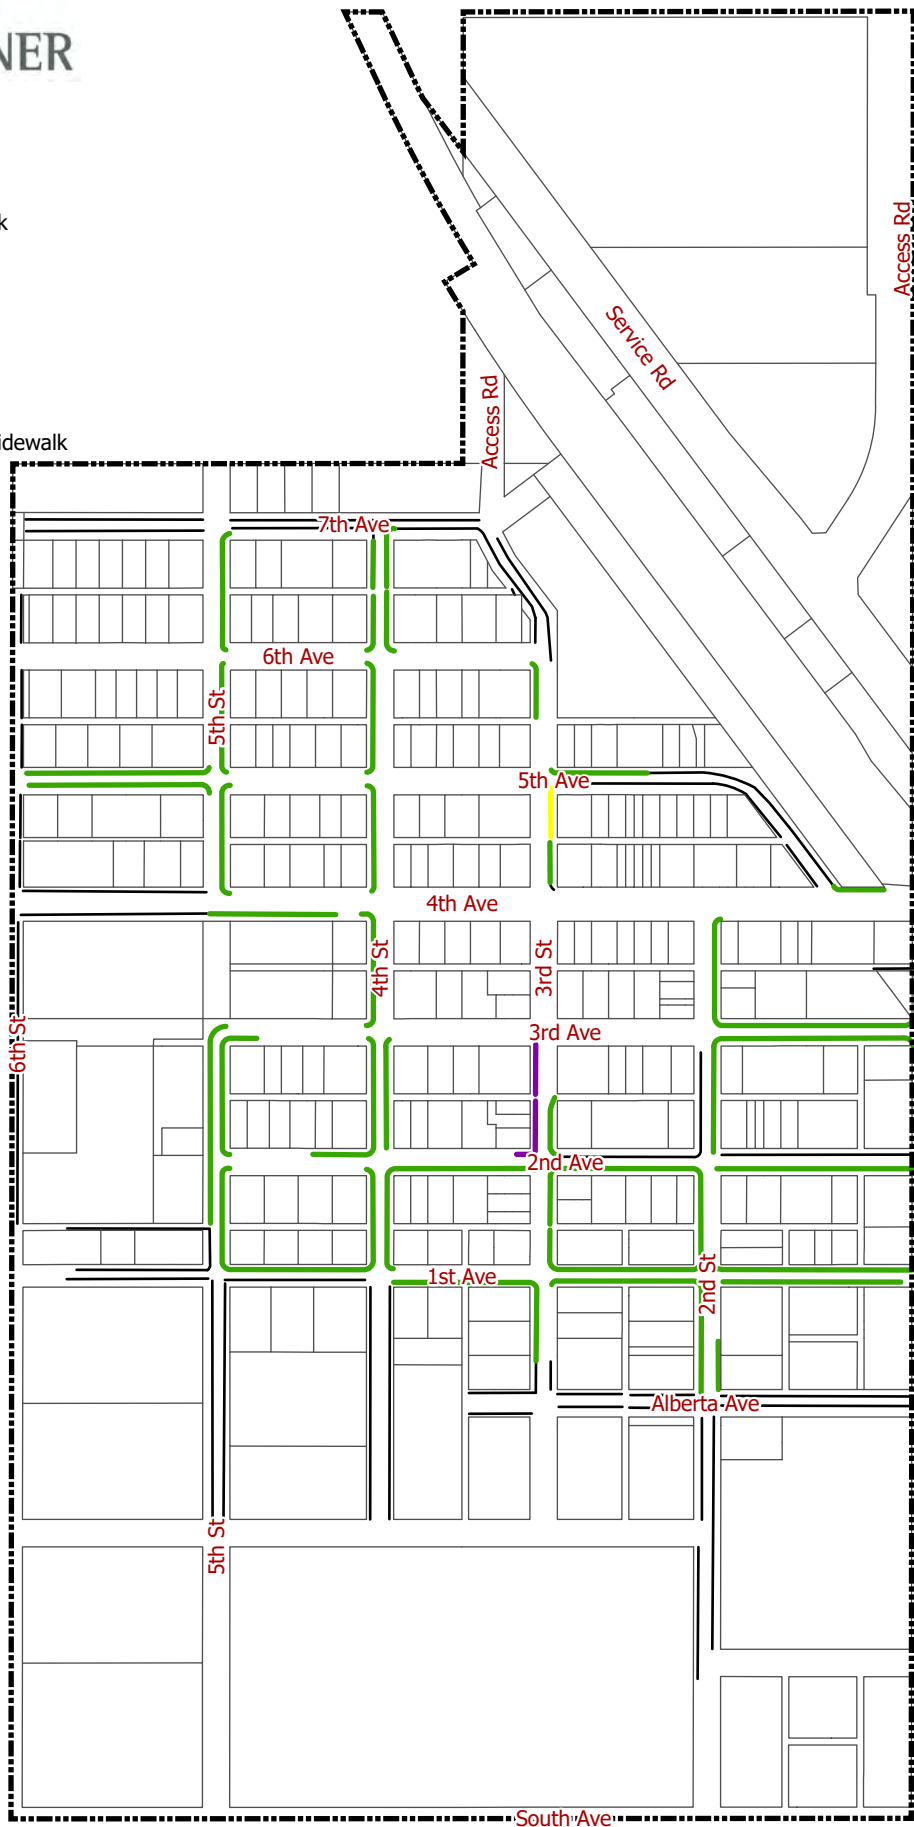 NER
k
idewalk
Access Rd
Service Rd
Access Rd
7th Ave
6th Ave
5th St
5th Ave
4th Ave
4th St
3rd St
6th St
3rd Ave
2nd Ave
1st Ave
2nd St
Alberta Ave
5th St
South Ave